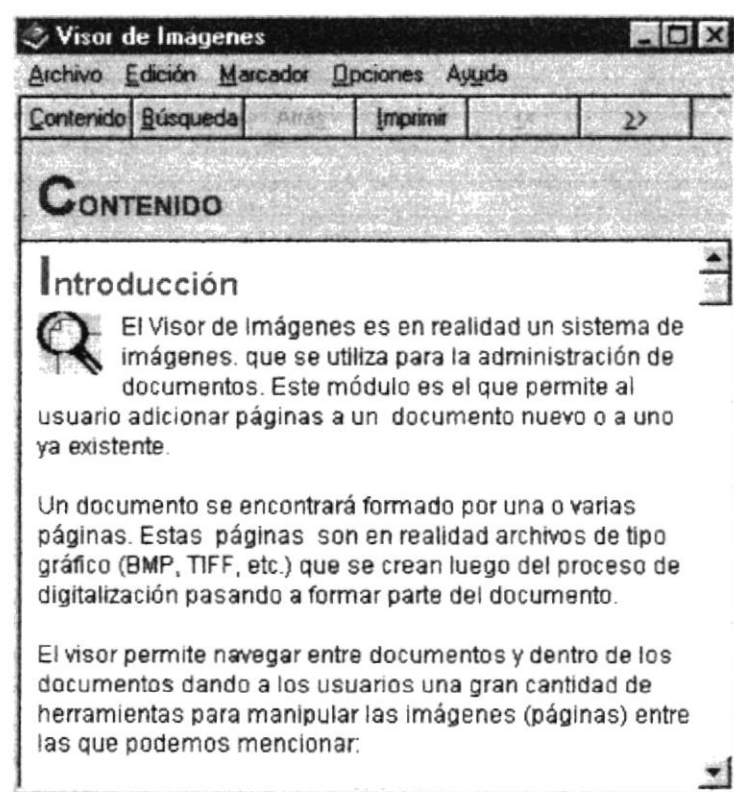 Visor de Imágenes
Archivo Edición Marcador Opciones Ayuda
Contenido Búsqueda Atrás Imprimir << >>
CONTENIDO
Introducción
El Visor de Imágenes es en realidad un sistema de
imágenes. que se utiliza para la administración de
documentos. Este módulo es el que permite al
usuario adicionar páginas a un documento nuevo o a uno
ya existente.
Un documento se encontrará formado por una o varias
páginas. Estas páginas son en realidad archivos de tipo
gráfico (BMP, TIFF, etc.) que se crean luego del proceso de
digitalización pasando a formar parte del documento.
El visor permite navegar entre documentos y dentro de los
documentos dando a los usuarios una gran cantidad de
herramientas para manipular las imágenes (páginas) entre
las que podemos mencionar: